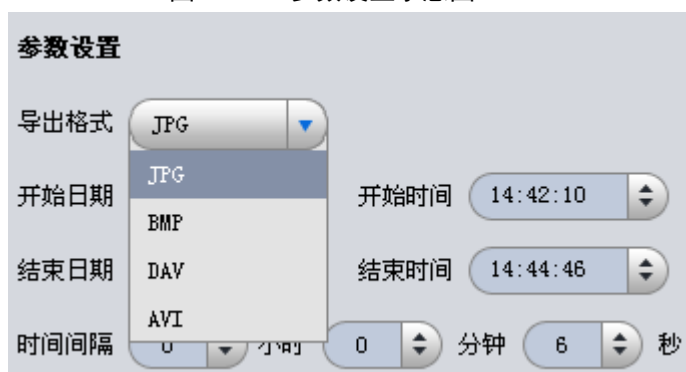 参数设置
导出格式 JPG
JPG
开始日期 开始时间 14:42:10
BMP
结束日期 DAV 结束时间 14:44:46
AVI
时间间隔 0 小时 0 分钟 6 秒